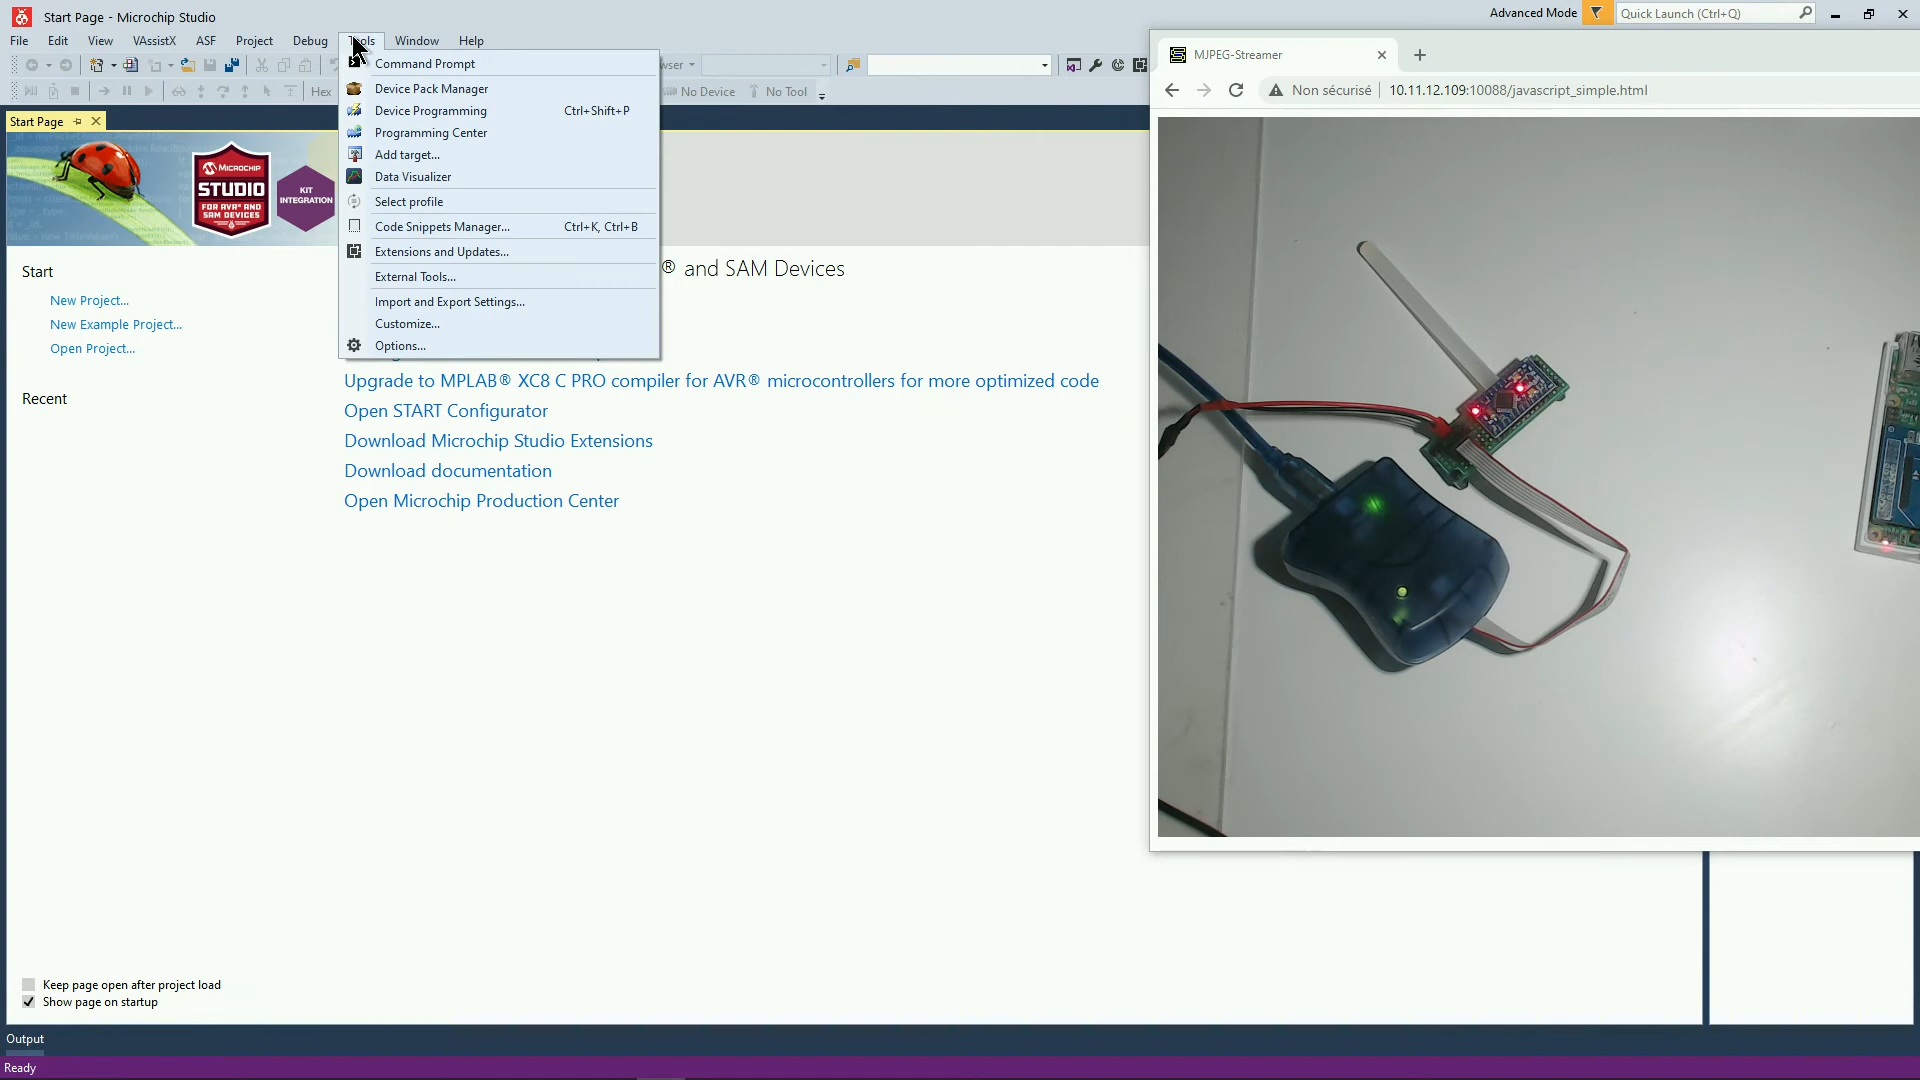 Start Page - Microchip Studio
Advanced Mode
Quick Launch (Ctrl+Q)
File Edit View VAssistX ASF Project Debug Tools Window Help
Hex
No Device
No Tool
Start Page
MICROCHIP
STUDIO
FOR AVR® AND
SAM DEVICES
KIT
INTEGRATION
Command Prompt
Device Pack Manager
Device Programming Ctrl+Shift+P
Programming Center
Add target...
Data Visualizer
Select profile
Code Snippets Manager... Ctrl+K, Ctrl+B
Extensions and Updates...
External Tools...
Import and Export Settings...
Customize...
Options...
® and SAM Devices
Start
New Project...
New Example Project...
Open Project...
Recent
Upgrade to MPLAB® XC8 C PRO compiler for AVR® microcontrollers for more optimized code
Open START Configurator
Download Microchip Studio Extensions
Download documentation
Open Microchip Production Center
Keep page open after project load
Show page on startup
Output
Ready
MJPEG-Streamer
Non sécurisé 10.11.12.109:10088/javascript_simple.html